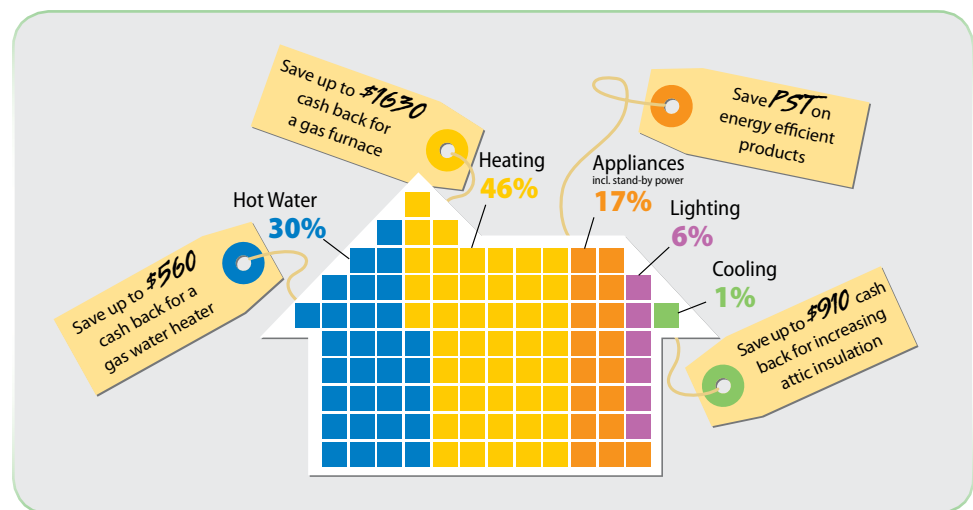 Save up to $1630
cash back for
a gas furnace
Save PST on
energy efficient
products
Heating
46%
Appliances
incl. stand-by power
17%
Hot Water
30%
Lighting
6%
Cooling
1%
Save up to $560
cash back for a
gas water heater
Save up to $910 cash
back for increasing
attic insulation